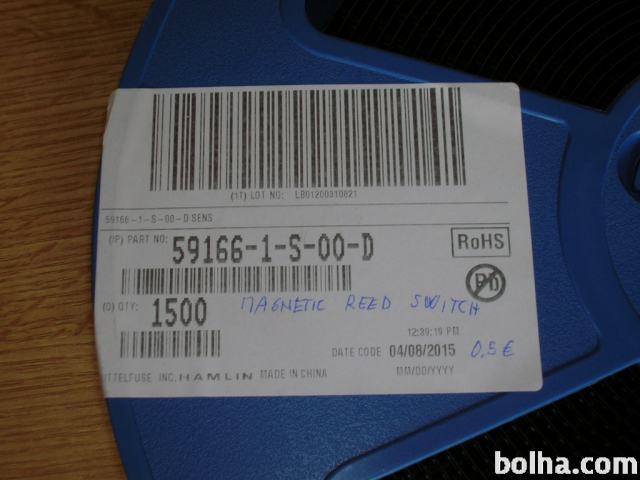 (1T) LOT NO: LB01200310821
59166-1-S-00-D SENS
(1P) PART NO: 59166-1-S-00-D
RoHS
Pb
(Q) QTY: 1500
MAGNETIC REED SWITCH
12:39:19 PM
DATE CODE 04/08/2015 0,5€
ITTELFUSE INC. HAMLIN MADE IN CHINA MM/DD/YYYY
bolha.com